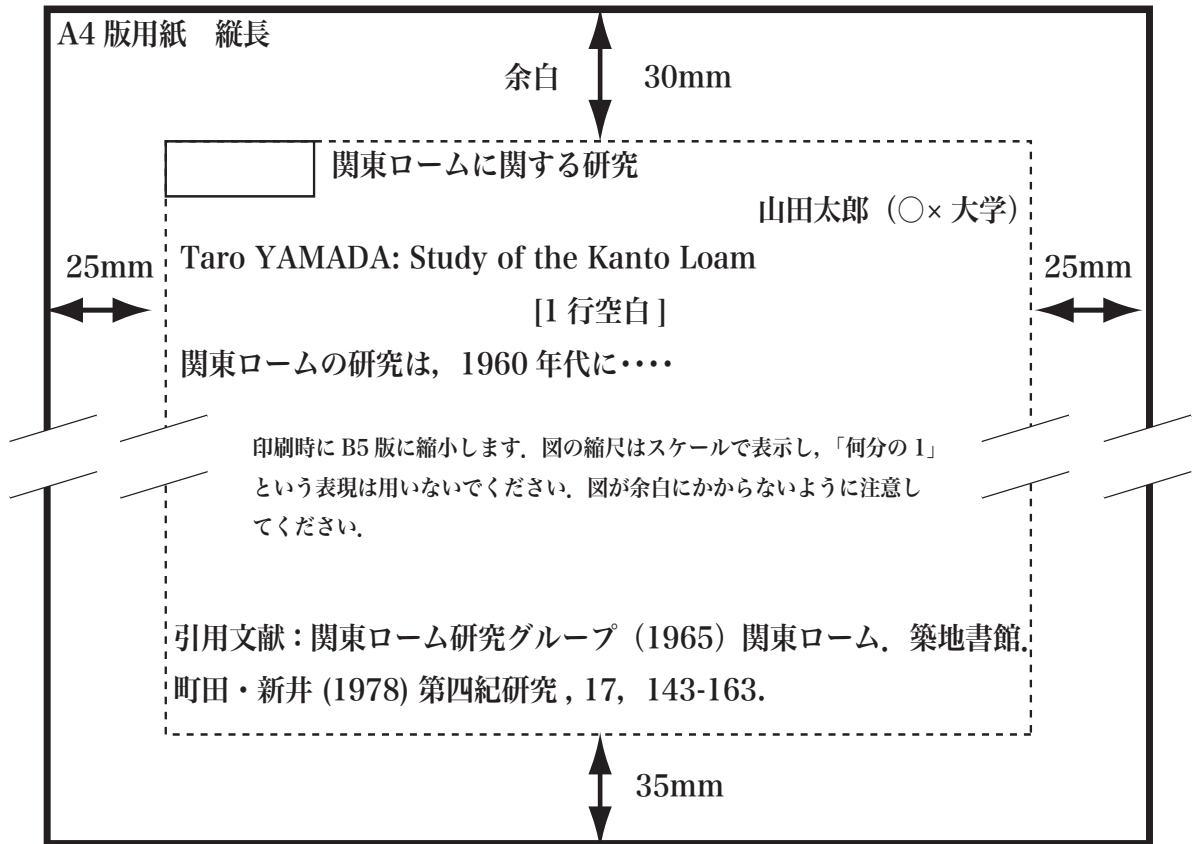 A4 版用紙　縦長
余白　30mm
関東ロームに関する研究
山田太郎（○× 大学）
Taro YAMADA: Study of the Kanto Loam
25mm
25mm
[1 行空白 ]
関東ロームの研究は，1960 年代に････
印刷時に B5 版に縮小します．図の縮尺はスケールで表示し，「何分の 1」
という表現は用いないでください．図が余白にかからないように注意し
てください．
引用文献：関東ローム研究グループ（1965）関東ローム．築地書館．
町田・新井 (1978) 第四紀研究 , 17，143-163．
35mm